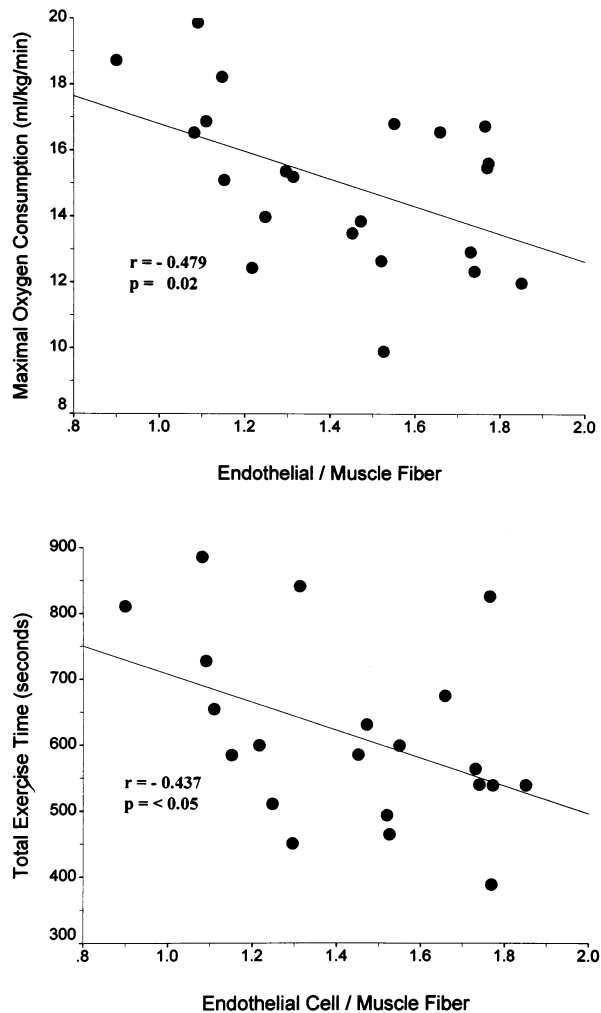 Maximal Oxygen Consumption (ml/kg/min)
20
18
16
14
12
10
8
r = - 0.479
p = 0.02
.8 1.0 1.2 1.4 1.6 1.8 2.0
Endothelial / Muscle Fiber
Total Exercise Time (seconds)
900
800
700
600
500
400
300
r = - 0.437
p = < 0.05
.8 1.0 1.2 1.4 1.6 1.8 2.0
Endothelial Cell / Muscle Fiber